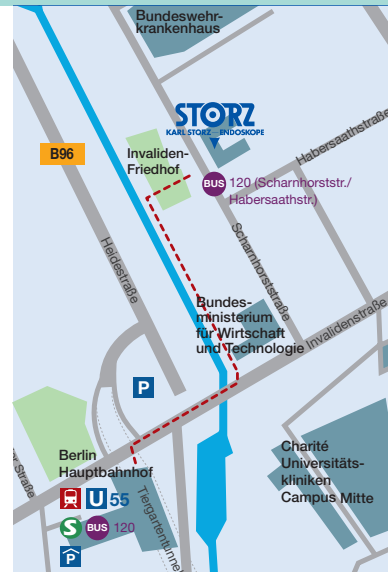 Bundeswehr-
krankenhaus
STORZ
KARL STORZ ENDOSKOPE
B96
Invaliden-
Friedhof
Habersaathstraße
BUS 120 (Scharnhorststr./
Habersaathstr.)
Heidestraße
Scharnhorststraße
Bundes-
ministerium
für Wirtschaft
und Technologie
Invalidenstraße
P
Berlin
Hauptbahnhof
Charité
Universitäts-
kliniken
Campus Mitte
U 55
S BUS 120
P
Tiergartentunnel
Straße